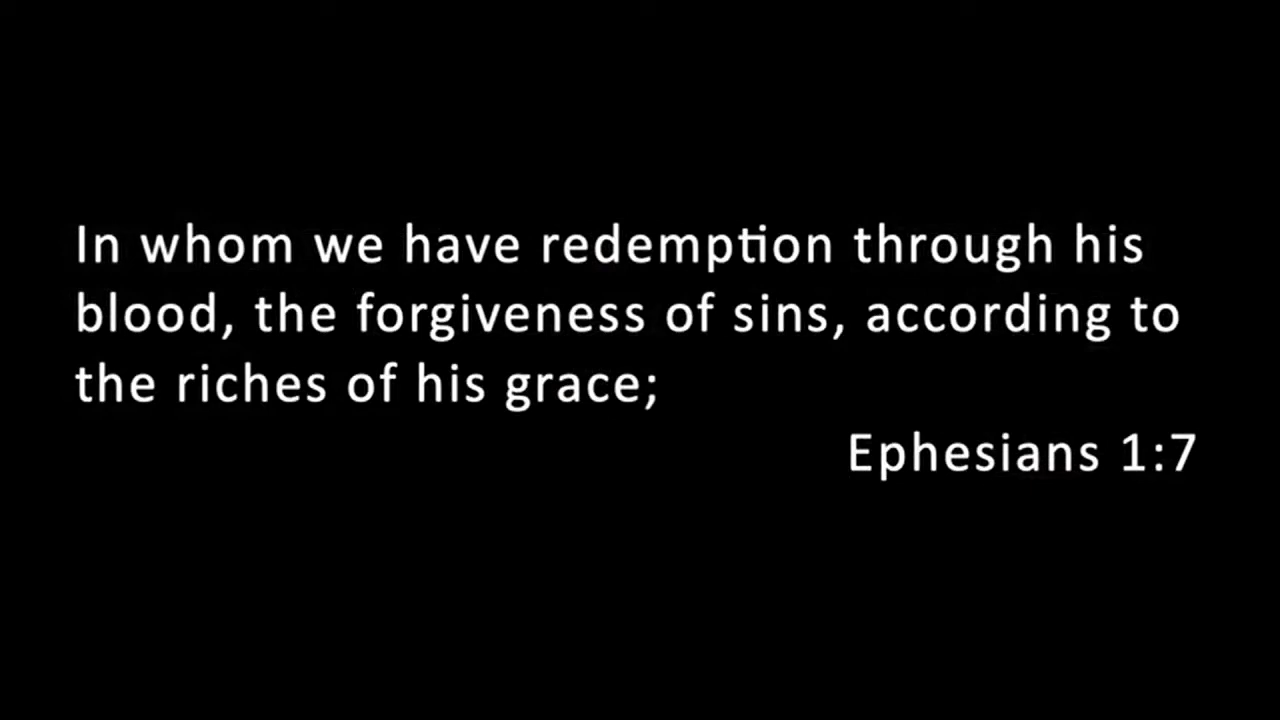 In whom we have redemption through his
blood, the forgiveness of sins, according to
the riches of his grace;
Ephesians 1:7